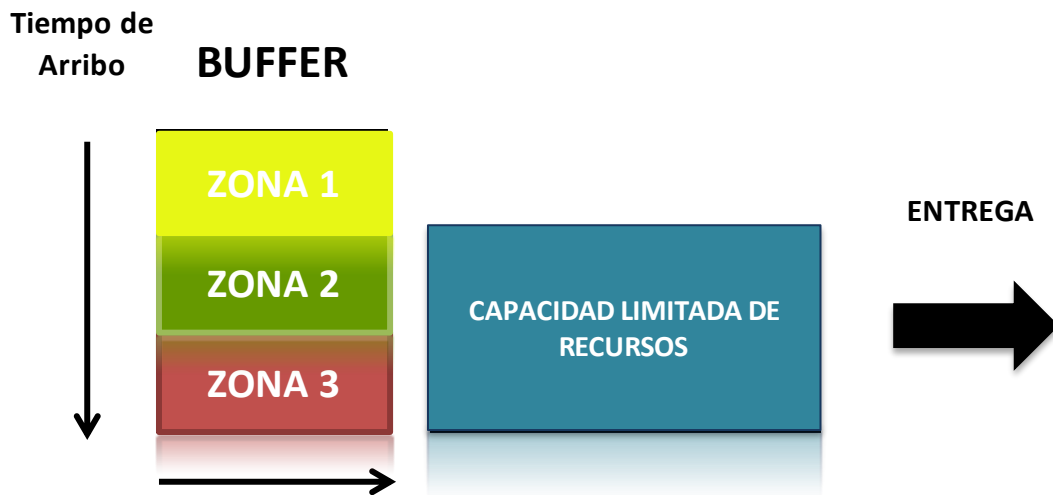 Tiempo de
Arribo
BUFFER
ZONA 1
ZONA 2
ZONA 3
CAPACIDAD LIMITADA DE
RECURSOS
ENTREGA